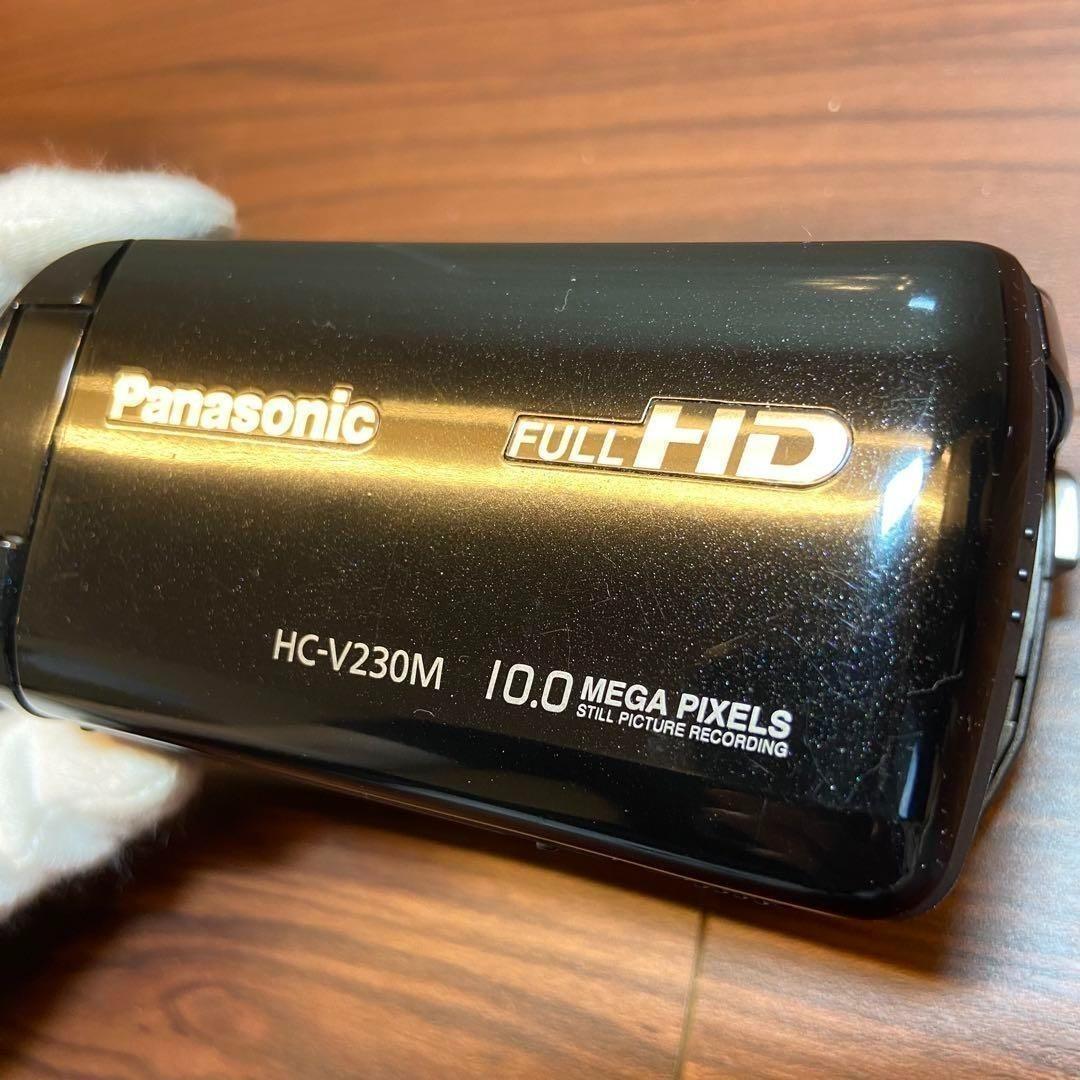 Panasonic
FULL HD
HC-V230M
10.0 MEGA PIXELS
STILL PICTURE RECORDING